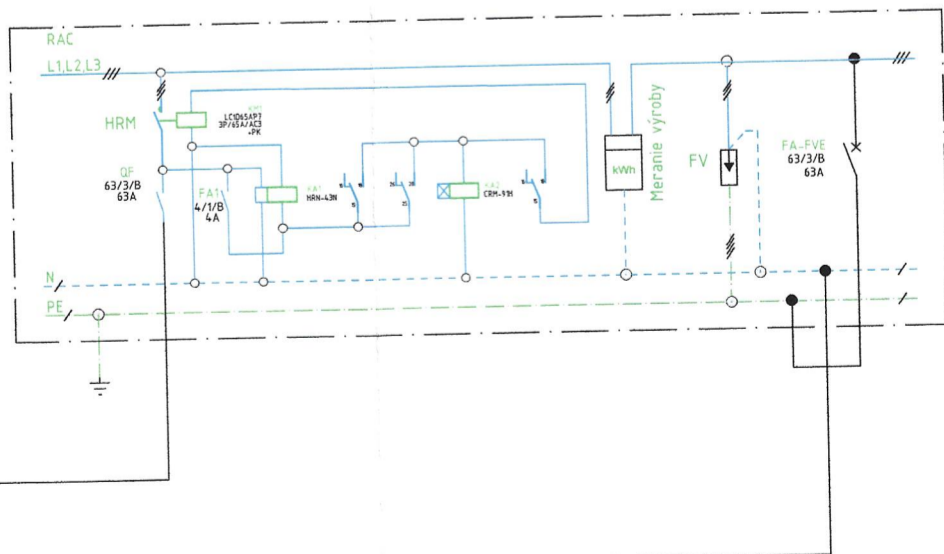 RAC
L1,L2,L3
HRM
KM1
LC1D65AP7
3P/65A/AC3
+PK
QF
63/3/B
63A
FA1
4/1/B
4A
KA1
HRN-43N
KA2
CRM-91H
kWh
Meranie výroby
FV
FA-FVE
63/3/B
63A
N
PE